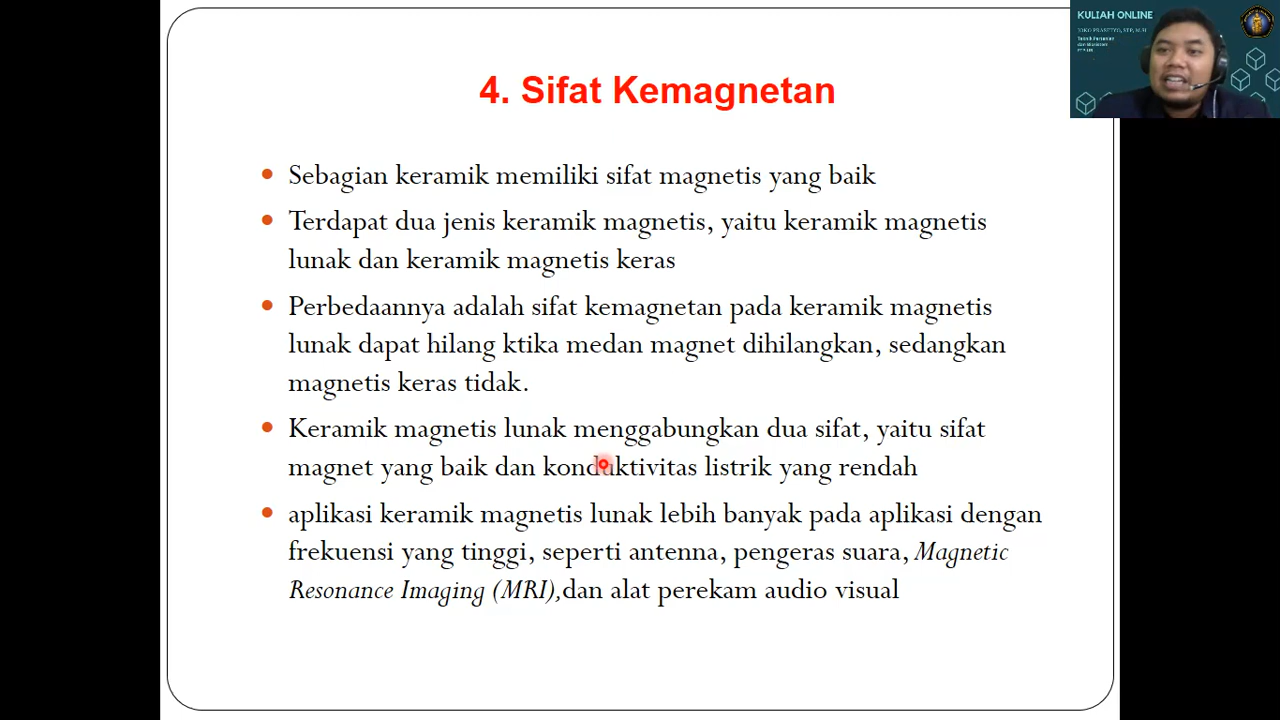 4. Sifat Kemagnetan
KULIAH ONLINE
• Sebagian keramik memiliki sifat magnetis yang baik
• Terdapat dua jenis keramik magnetis, yaitu keramik magnetis
lunak dan keramik magnetis keras
• Perbedaannya adalah sifat kemagnetan pada keramik magnetis
lunak dapat hilang ktika medan magnet dihilangkan, sedangkan
magnetis keras tidak.
• Keramik magnetis lunak menggabungkan dua sifat, yaitu sifat
magnet yang baik dan konduktivitas listrik yang rendah
• aplikasi keramik magnetis lunak lebih banyak pada aplikasi dengan
frekuensi yang tinggi, seperti antenna, pengeras suara, Magnetic
Resonance Imaging (MRI),dan alat perekam audio visual